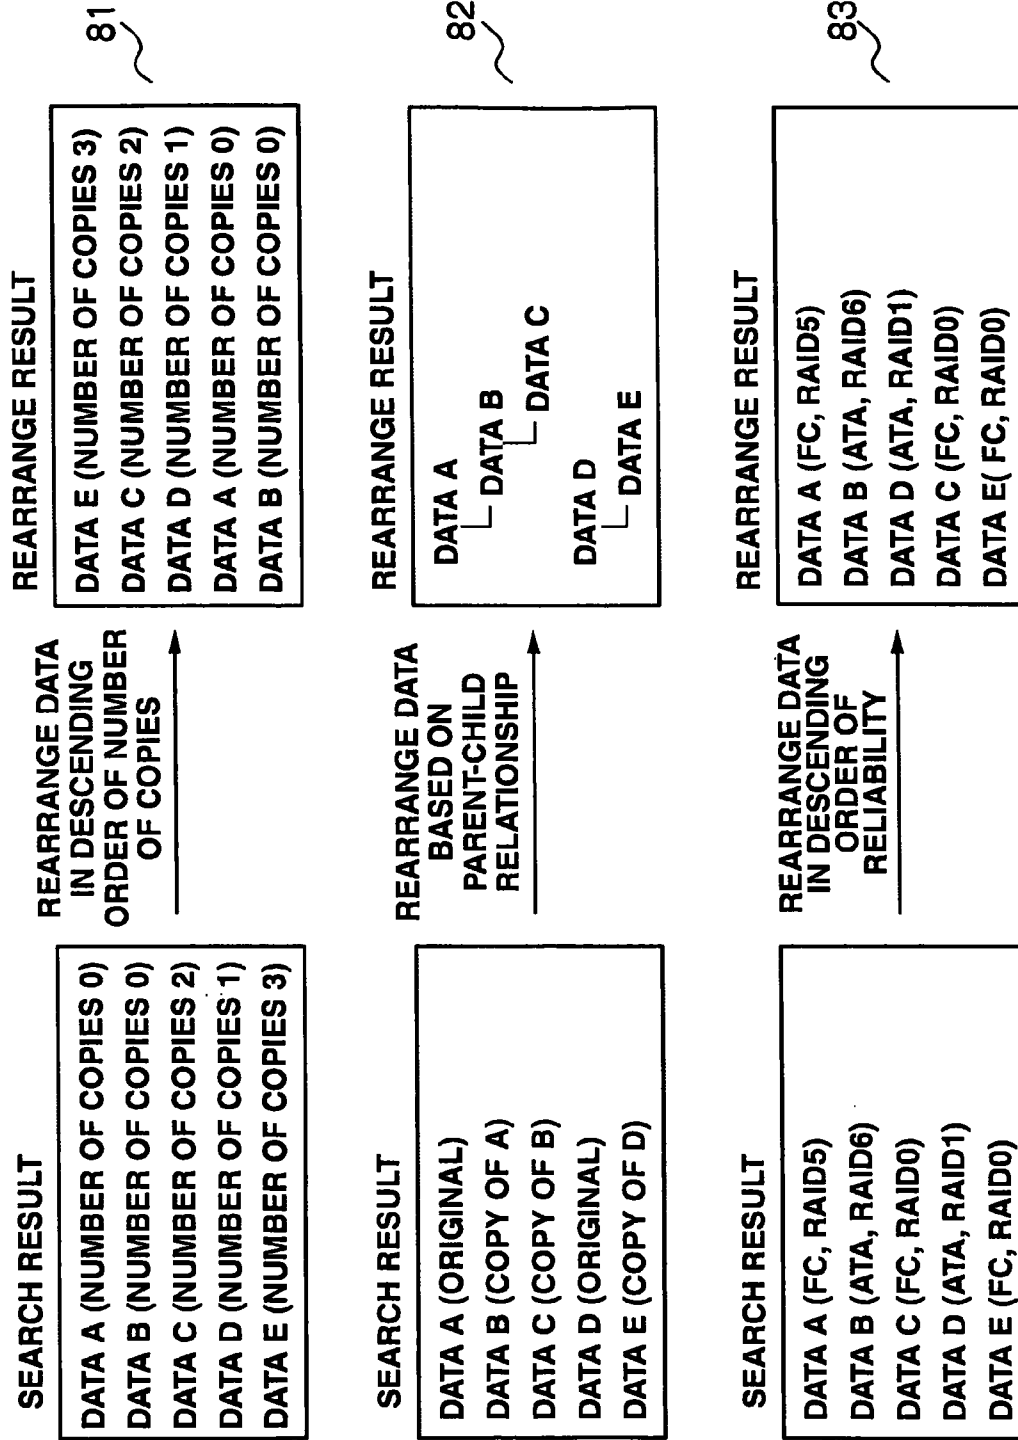 81
SEARCH RESULT
DATA A (NUMBER OF COPIES 0)
DATA B (NUMBER OF COPIES 0)
DATA C (NUMBER OF COPIES 2)
DATA D (NUMBER OF COPIES 1)
DATA E (NUMBER OF COPIES 3)
REARRANGE DATA
IN DESCENDING
ORDER OF NUMBER
OF COPIES
REARRANGE RESULT
DATA E (NUMBER OF COPIES 3)
DATA C (NUMBER OF COPIES 2)
DATA D (NUMBER OF COPIES 1)
DATA A (NUMBER OF COPIES 0)
DATA B (NUMBER OF COPIES 0)
82
SEARCH RESULT
DATA A (ORIGINAL)
DATA B (COPY OF A)
DATA C (COPY OF B)
DATA D (ORIGINAL)
DATA E (COPY OF D)
REARRANGE DATA
BASED ON
PARENT-CHILD
RELATIONSHIP
REARRANGE RESULT
DATA A
DATA B
DATA C
DATA D
DATA E
83
SEARCH RESULT
DATA A (FC, RAID5)
DATA B (ATA, RAID6)
DATA C (FC, RAID0)
DATA D (ATA, RAID1)
DATA E (FC, RAID0)
REARRANGE DATA
IN DESCENDING
ORDER OF
RELIABILITY
REARRANGE RESULT
DATA A (FC, RAID5)
DATA B (ATA, RAID6)
DATA D (ATA, RAID1)
DATA C (FC, RAID0)
DATA E( FC, RAID0)